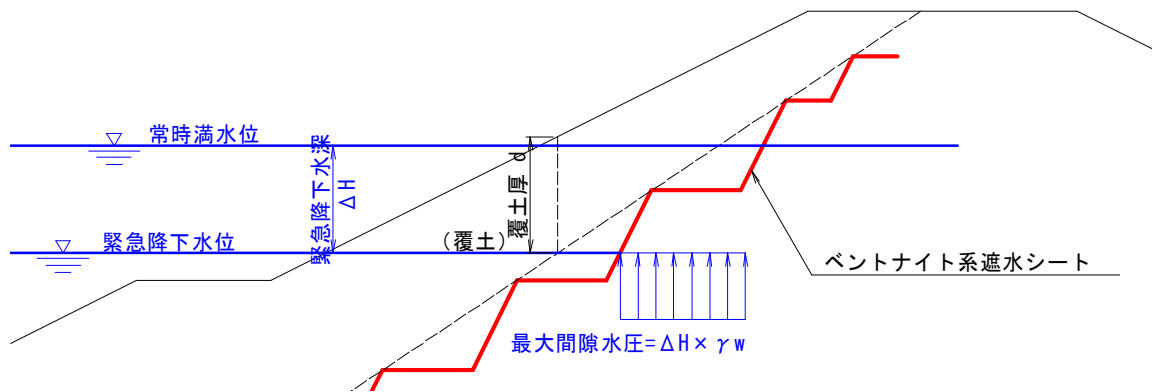 常時満水位
緊急降下水深
ΔH
覆土厚 d
緊急降下水位
(覆土)
ベントナイト系遮水シート
最大間隙水圧=ΔH×γw